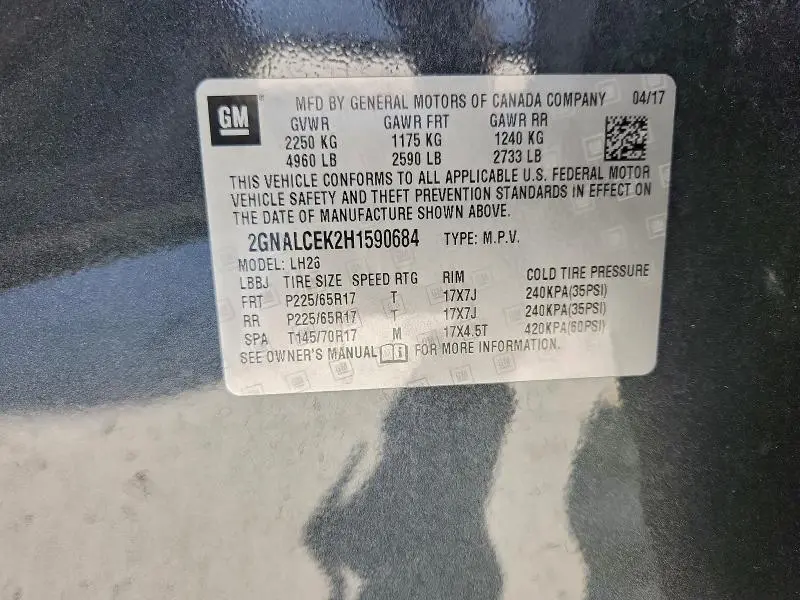 GM MFD BY GENERAL MOTORS OF CANADA COMPANY 04/17
GVWR GAWR FRT GAWR RR
2250 KG 1175 KG 1240 KG
4960 LB 2590 LB 2733 LB
THIS VEHICLE CONFORMS TO ALL APPLICABLE U.S. FEDERAL MOTOR
VEHICLE SAFETY AND THEFT PREVENTION STANDARDS IN EFFECT ON
THE DATE OF MANUFACTURE SHOWN ABOVE.
2GNALCEK2H1590684 TYPE: M.P.V.
MODEL: LH26
LBBJ TIRE SIZE SPEED RTG RIM COLD TIRE PRESSURE
FRT P225/65R17 T 17X7J 240KPA(35PSI)
RR P225/65R17 T 17X7J 240KPA(35PSI)
SPA T145/70R17 M 17X4.5T 420KPA(60PSI)
SEE OWNER'S MANUAL FOR MORE INFORMATION.